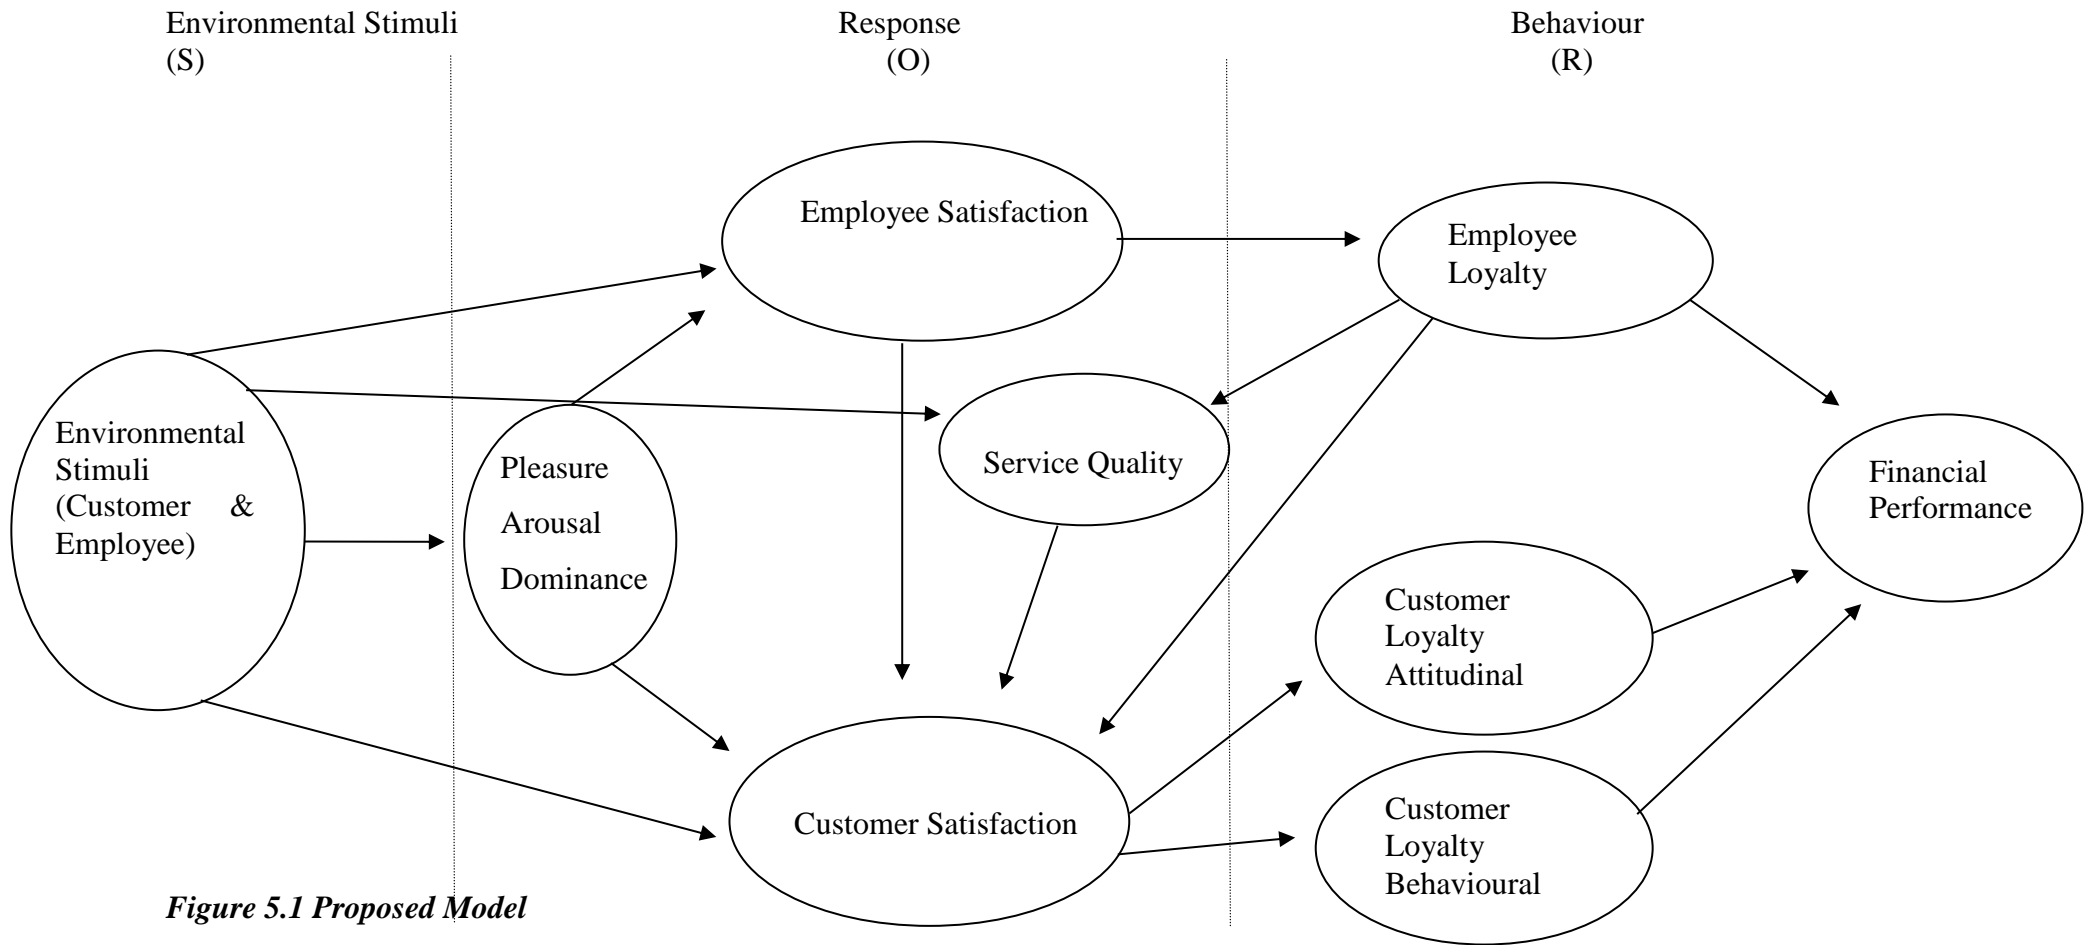 Environmental Stimuli
(S)
Response
(O)
Behaviour
(R)
Employee Satisfaction
Employee
Loyalty
Environmental
Stimuli
(Customer & 
Employee)
Pleasure
Arousal
Dominance
Service Quality
Financial
Performance
Customer
Loyalty
Attitudinal
Customer Satisfaction
Customer
Loyalty
Behavioural
Figure 5.1 Proposed Model